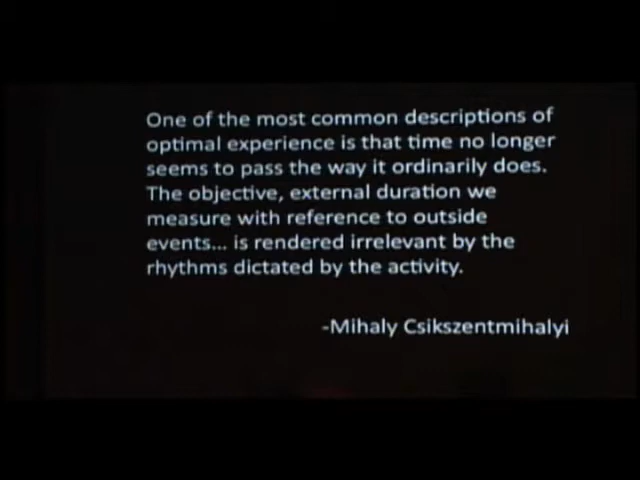 One of the most common descriptions of
optimal experience is that time no longer
seems to pass the way it ordinarily does.
The objective, external duration we
measure with reference to outside
events... is rendered irrelevant by the
rhythms dictated by the activity.
-Mihaly Csikszentmihalyi